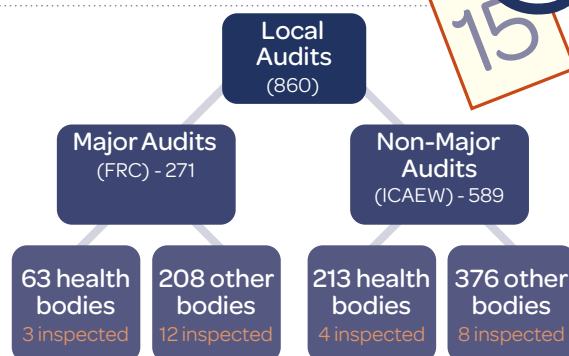 Local
Audits
(860)
15
Major Audits
(FRC) - 271
Non-Major
Audits
(ICAEW) - 589
63 health
bodies
3 inspected
208 other
bodies
12 inspected
213 health
bodies
4 inspected
376 other
bodies
8 inspected